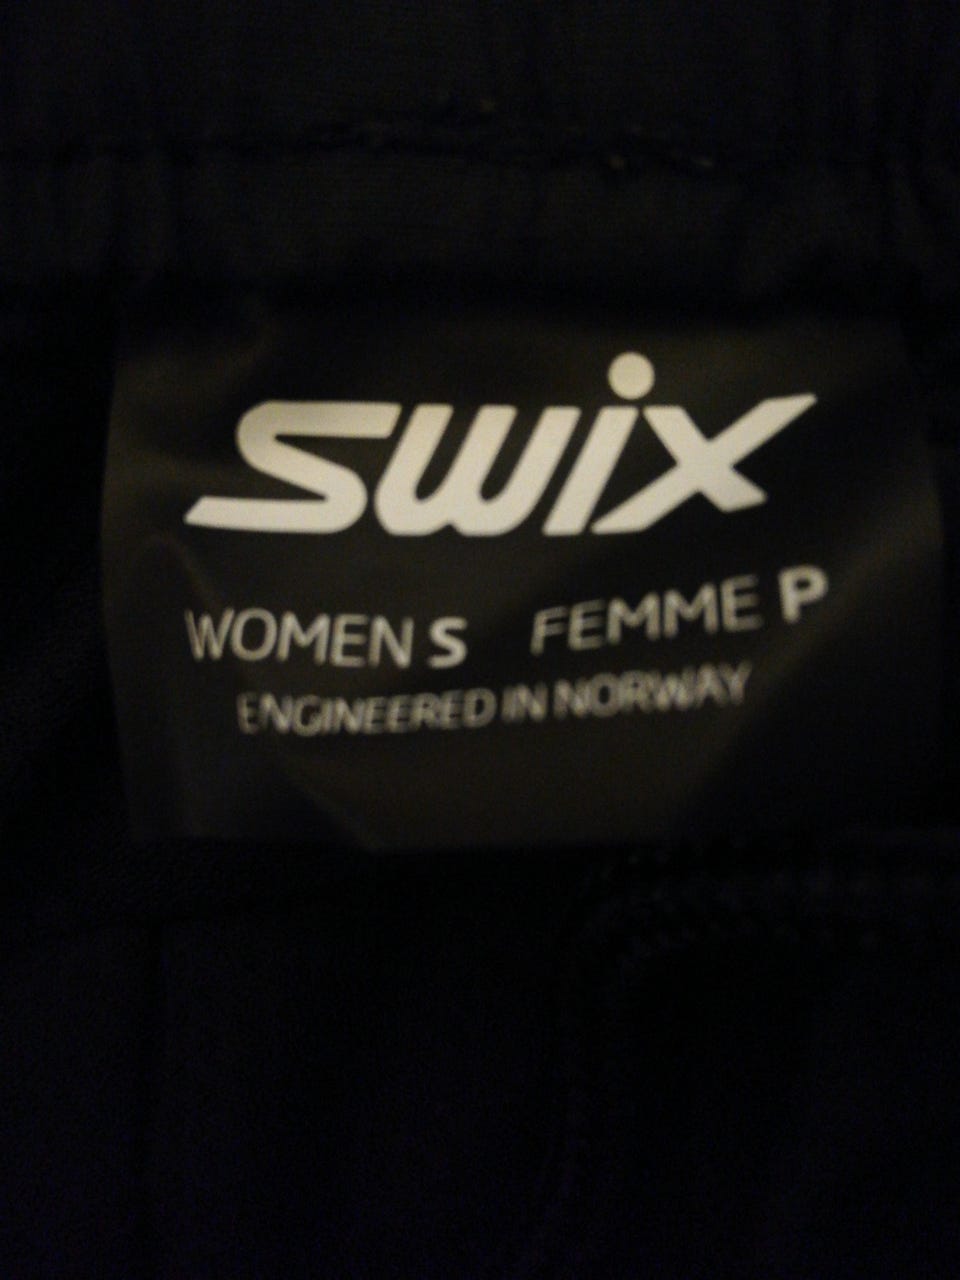 swix
WOMEN S FEMME P
ENGINEERED IN NORWAY